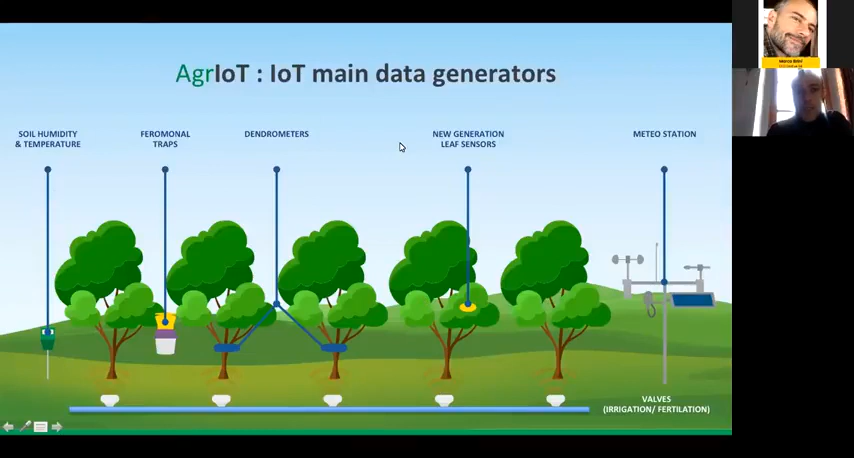 AgrIoT : IoT main data generators
SOIL HUMIDITY
& TEMPERATURE
FEROMONAL
TRAPS
DENDROMETERS
NEW GENERATION
LEAF SENSORS
METEO STATION
VALVES
(IRRIGATION/ FERTILATION)